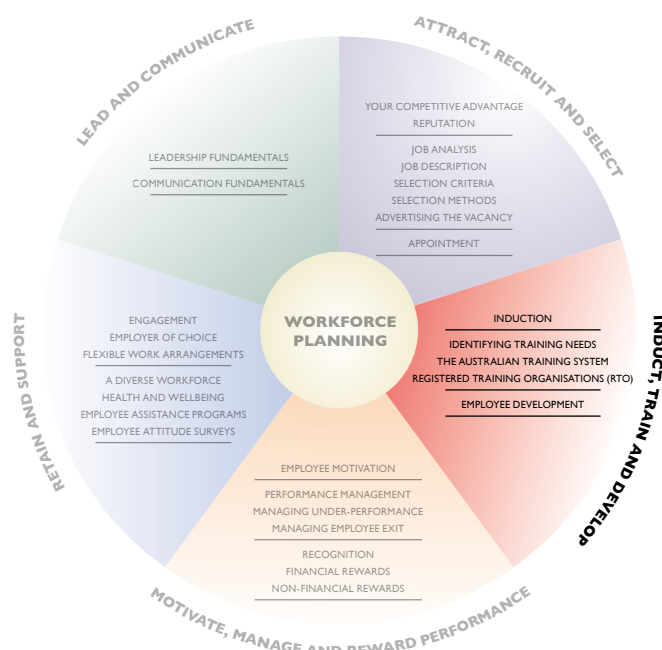 LEAD AND COMMUNICATE
LEADERSHIP FUNDAMENTALS
COMMUNICATION FUNDAMENTALS
ATTRACT, RECRUIT AND SELECT
YOUR COMPETITIVE ADVANTAGE
REPUTATION
JOB ANALYSIS
JOB DESCRIPTION
SELECTION CRITERIA
SELECTION METHODS
ADVERTISING THE VACANCY
APPOINTMENT
WORKFORCE
PLANNING
INDUCT, TRAIN AND DEVELOP
INDUCTION
IDENTIFYING TRAINING NEEDS
THE AUSTRALIAN TRAINING SYSTEM
REGISTERED TRAINING ORGANISATIONS (RTO)
EMPLOYEE DEVELOPMENT
RETAIN AND SUPPORT
ENGAGEMENT
EMPLOYER OF CHOICE
FLEXIBLE WORK ARRANGEMENTS
A DIVERSE WORKFORCE
HEALTH AND WELLBEING
EMPLOYEE ASSISTANCE PROGRAMS
EMPLOYEE ATTITUDE SURVEYS
EMPLOYEE MOTIVATION
PERFORMANCE MANAGEMENT
MANAGING UNDER-PERFORMANCE
MANAGING EMPLOYEE EXIT
RECOGNITION
FINANCIAL REWARDS
NON-FINANCIAL REWARDS
MOTIVATE, MANAGE AND REWARD PERFORMANCE